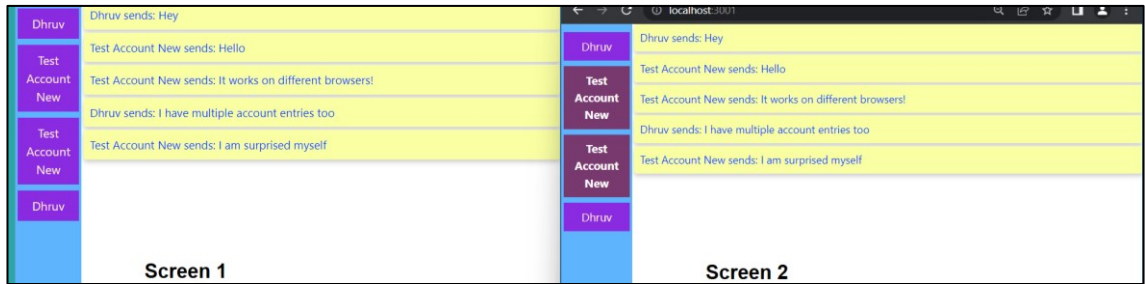 Dhruv
Test
Account
New
Test
Account
New
Dhruv
Dhruv sends: Hey
Test Account New sends: Hello
Test Account New sends: It works on different browsers!
Dhruv sends: I have multiple account entries too
Test Account New sends: I am surprised myself
Screen 1
localhost:3001
Dhruv
Test
Account
New
Test
Account
New
Dhruv
Dhruv sends: Hey
Test Account New sends: Hello
Test Account New sends: It works on different browsers!
Dhruv sends: I have multiple account entries too
Test Account New sends: I am surprised myself
Screen 2